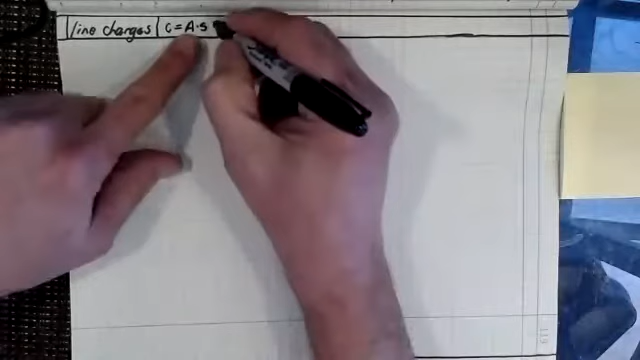 line charges | c = A·s